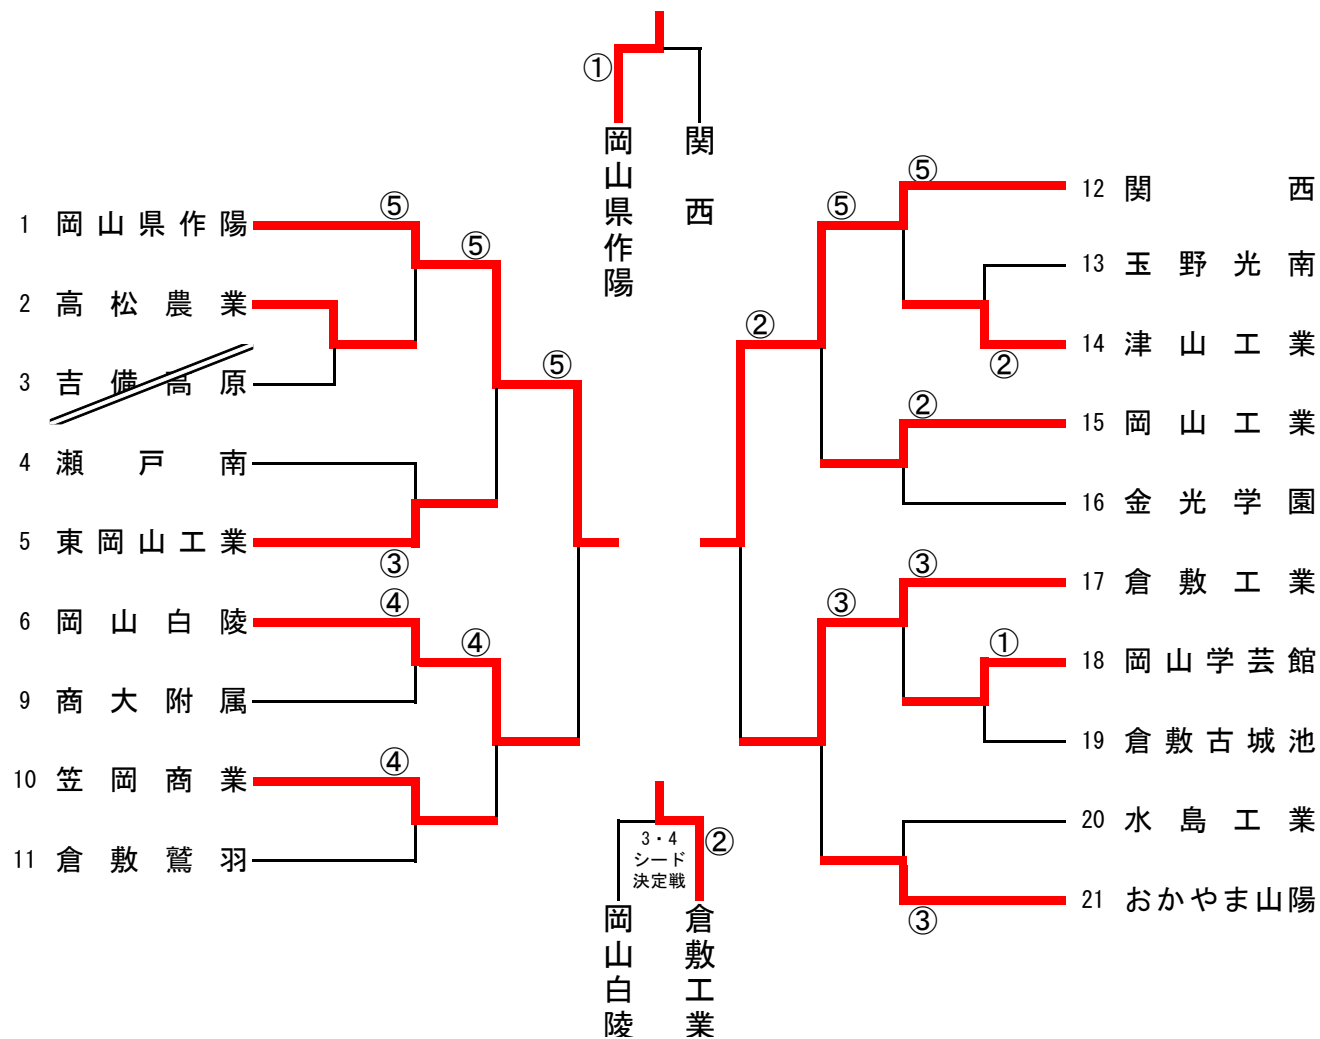 ①
岡山県作陽
関西
1 岡山県作陽
⑤
2 高松農業
⑤
3 吉備高原
⑤
4 瀬戸南
5 東岡山工業
③
6 岡山白陵
④
④
9 商大附属
10 笠岡商業
④
11 倉敷鷲羽
⑤
12 関西
⑤
13 玉野光南
②
14 津山工業
②
②
15 岡山工業
16 金光学園
③
17 倉敷工業
③
①
18 岡山学芸館
19 倉敷古城池
20 水島工業
21 おかやま山陽
③
3・4
シード
決定戦
②
岡山白陵
倉敷工業